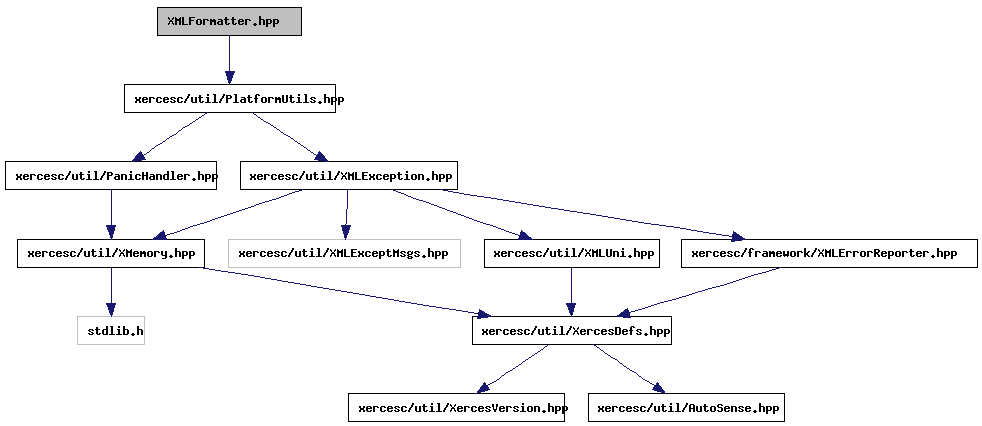 XMLFormatter.hpp
xercesc/util/PlatformUtils.hpp
xercesc/util/PanicHandler.hpp
xercesc/util/XMLException.hpp
xercesc/util/XMemory.hpp
xercesc/util/XMLExceptMsgs.hpp
xercesc/util/XMLUni.hpp
xercesc/framework/XMLErrorReporter.hpp
stdlib.h
xercesc/util/XercesDefs.hpp
xercesc/util/XercesVersion.hpp
xercesc/util/AutoSense.hpp